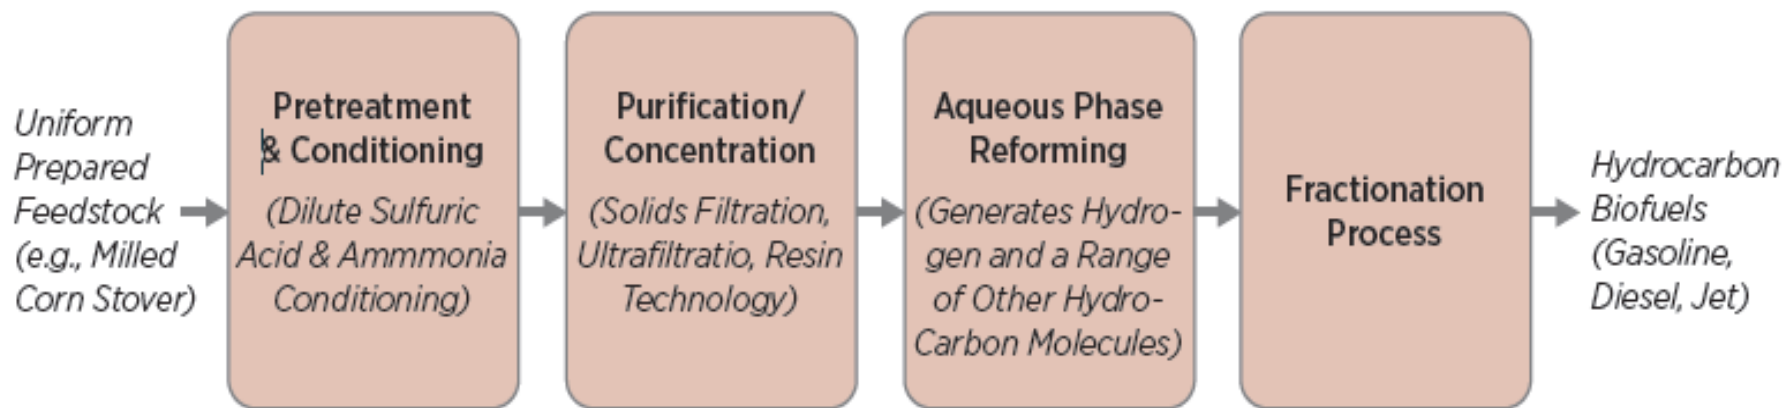 Uniform
Prepared
Feedstock
(e.g., Milled
Corn Stover)
Pretreatment
& Conditioning
(Dilute Sulfuric
Acid & Ammmonia
Conditioning)
Purification/
Concentration
(Solids Filtration,
Ultrafiltratio, Resin
Technology)
Aqueous Phase
Reforming
(Generates Hydro-
gen and a Range
of Other Hydro-
Carbon Molecules)
Fractionation
Process
Hydrocarbon
Biofuels
(Gasoline,
Diesel, Jet)